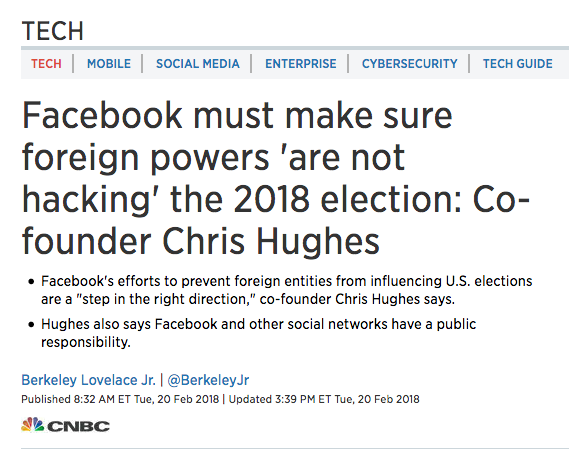 TECH
TECH | MOBILE | SOCIAL MEDIA | ENTERPRISE | CYBERSECURITY | TECH GUIDE
Facebook must make sure
foreign powers 'are not
hacking' the 2018 election: Co-
founder Chris Hughes
• Facebook's efforts to prevent foreign entities from influencing U.S. elections
are a "step in the right direction," co-founder Chris Hughes says.
• Hughes also says Facebook and other social networks have a public
responsibility.
Berkeley Lovelace Jr. | @BerkeleyJr
Published 8:32 AM ET Tue, 20 Feb 2018 | Updated 3:39 PM ET Tue, 20 Feb 2018
CNBC